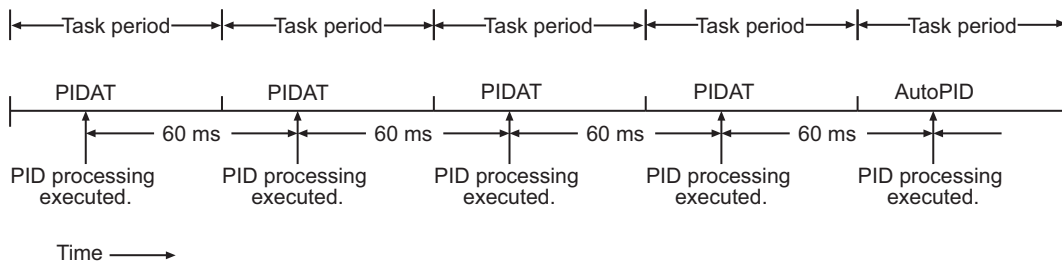 Task period Task period Task period Task period Task period
PIDAT PIDAT PIDAT PIDAT AutoPID
60 ms 60 ms 60 ms 60 ms
PID processing PID processing PID processing PID processing PID processing
executed. executed. executed. executed. executed.
Time